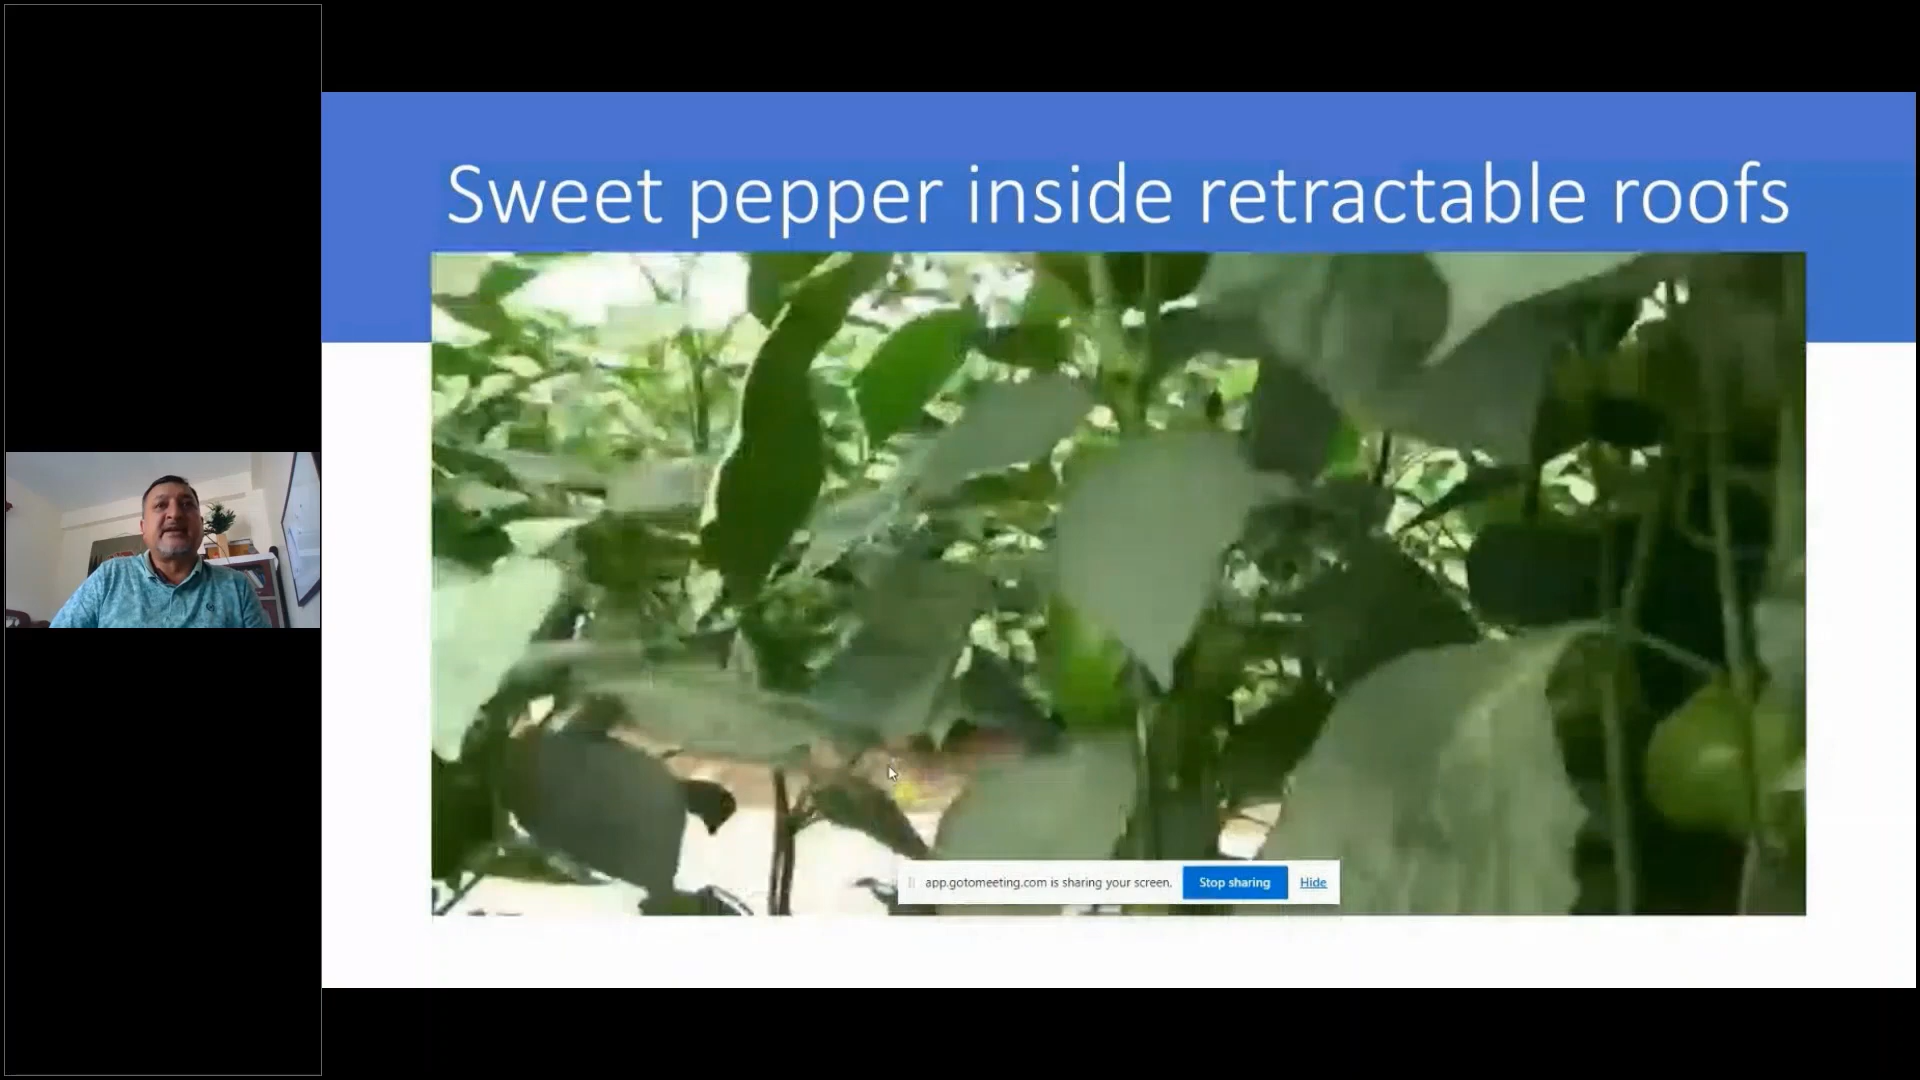 Sweet pepper inside retractable roofs
app.gotomeeting.com is sharing your screen. Stop sharing Hide